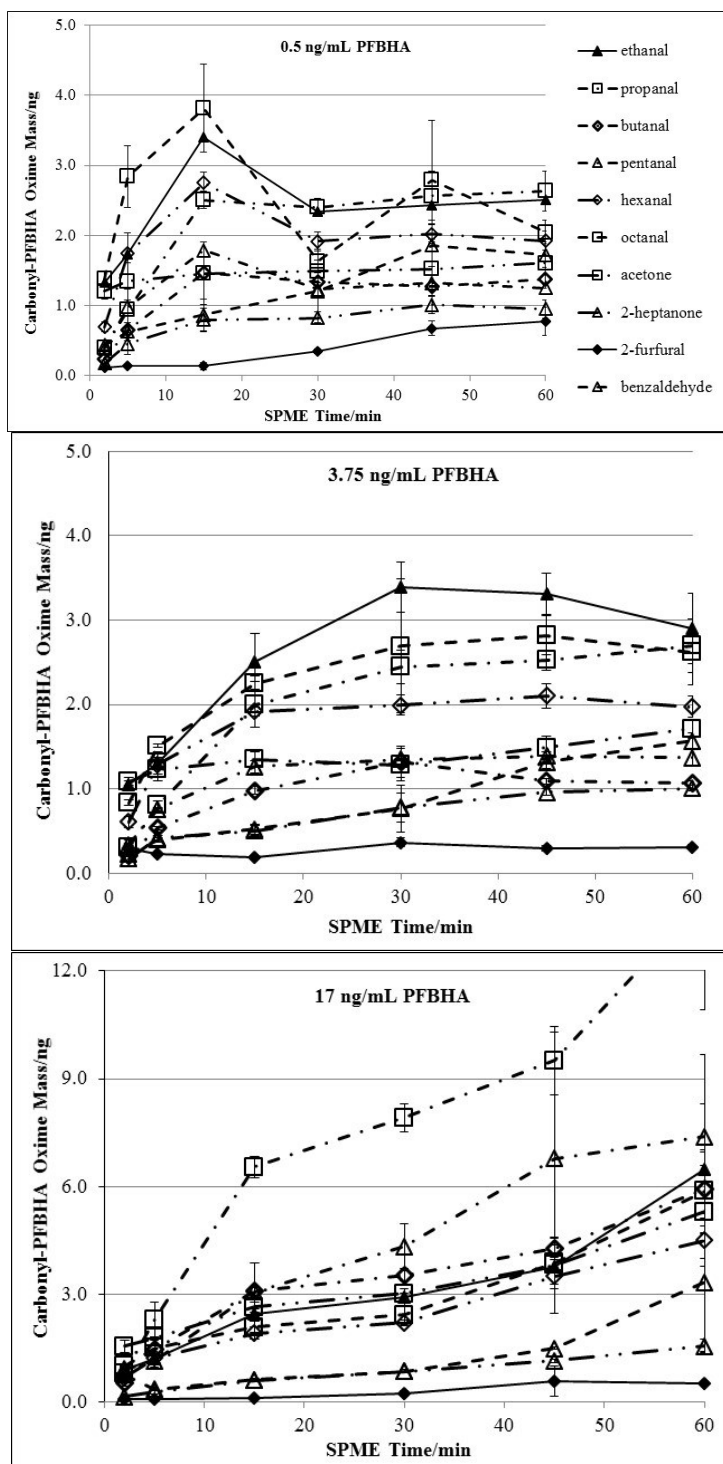 0.5 ng/mL PFBHA
Carbonyl-PFBHA Oxime Mass/ng
5.0
4.0
3.0
2.0
1.0
0.0
0 10 20 30 40 50 60
SPME Time/min
ethanal
propanal
butanal
pentanal
hexanal
octanal
acetone
2-heptanone
2-furfural
benzaldehyde
3.75 ng/mL PFBHA
Carbonyl-PFBHA Oxime Mass/ng
5.0
4.0
3.0
2.0
1.0
0.0
0 10 20 30 40 50 60
SPME Time/min
17 ng/mL PFBHA
Carbonyl-PFBHA Oxime Mass/ng
12.0
9.0
6.0
3.0
0.0
0 10 20 30 40 50 60
SPME Time/min